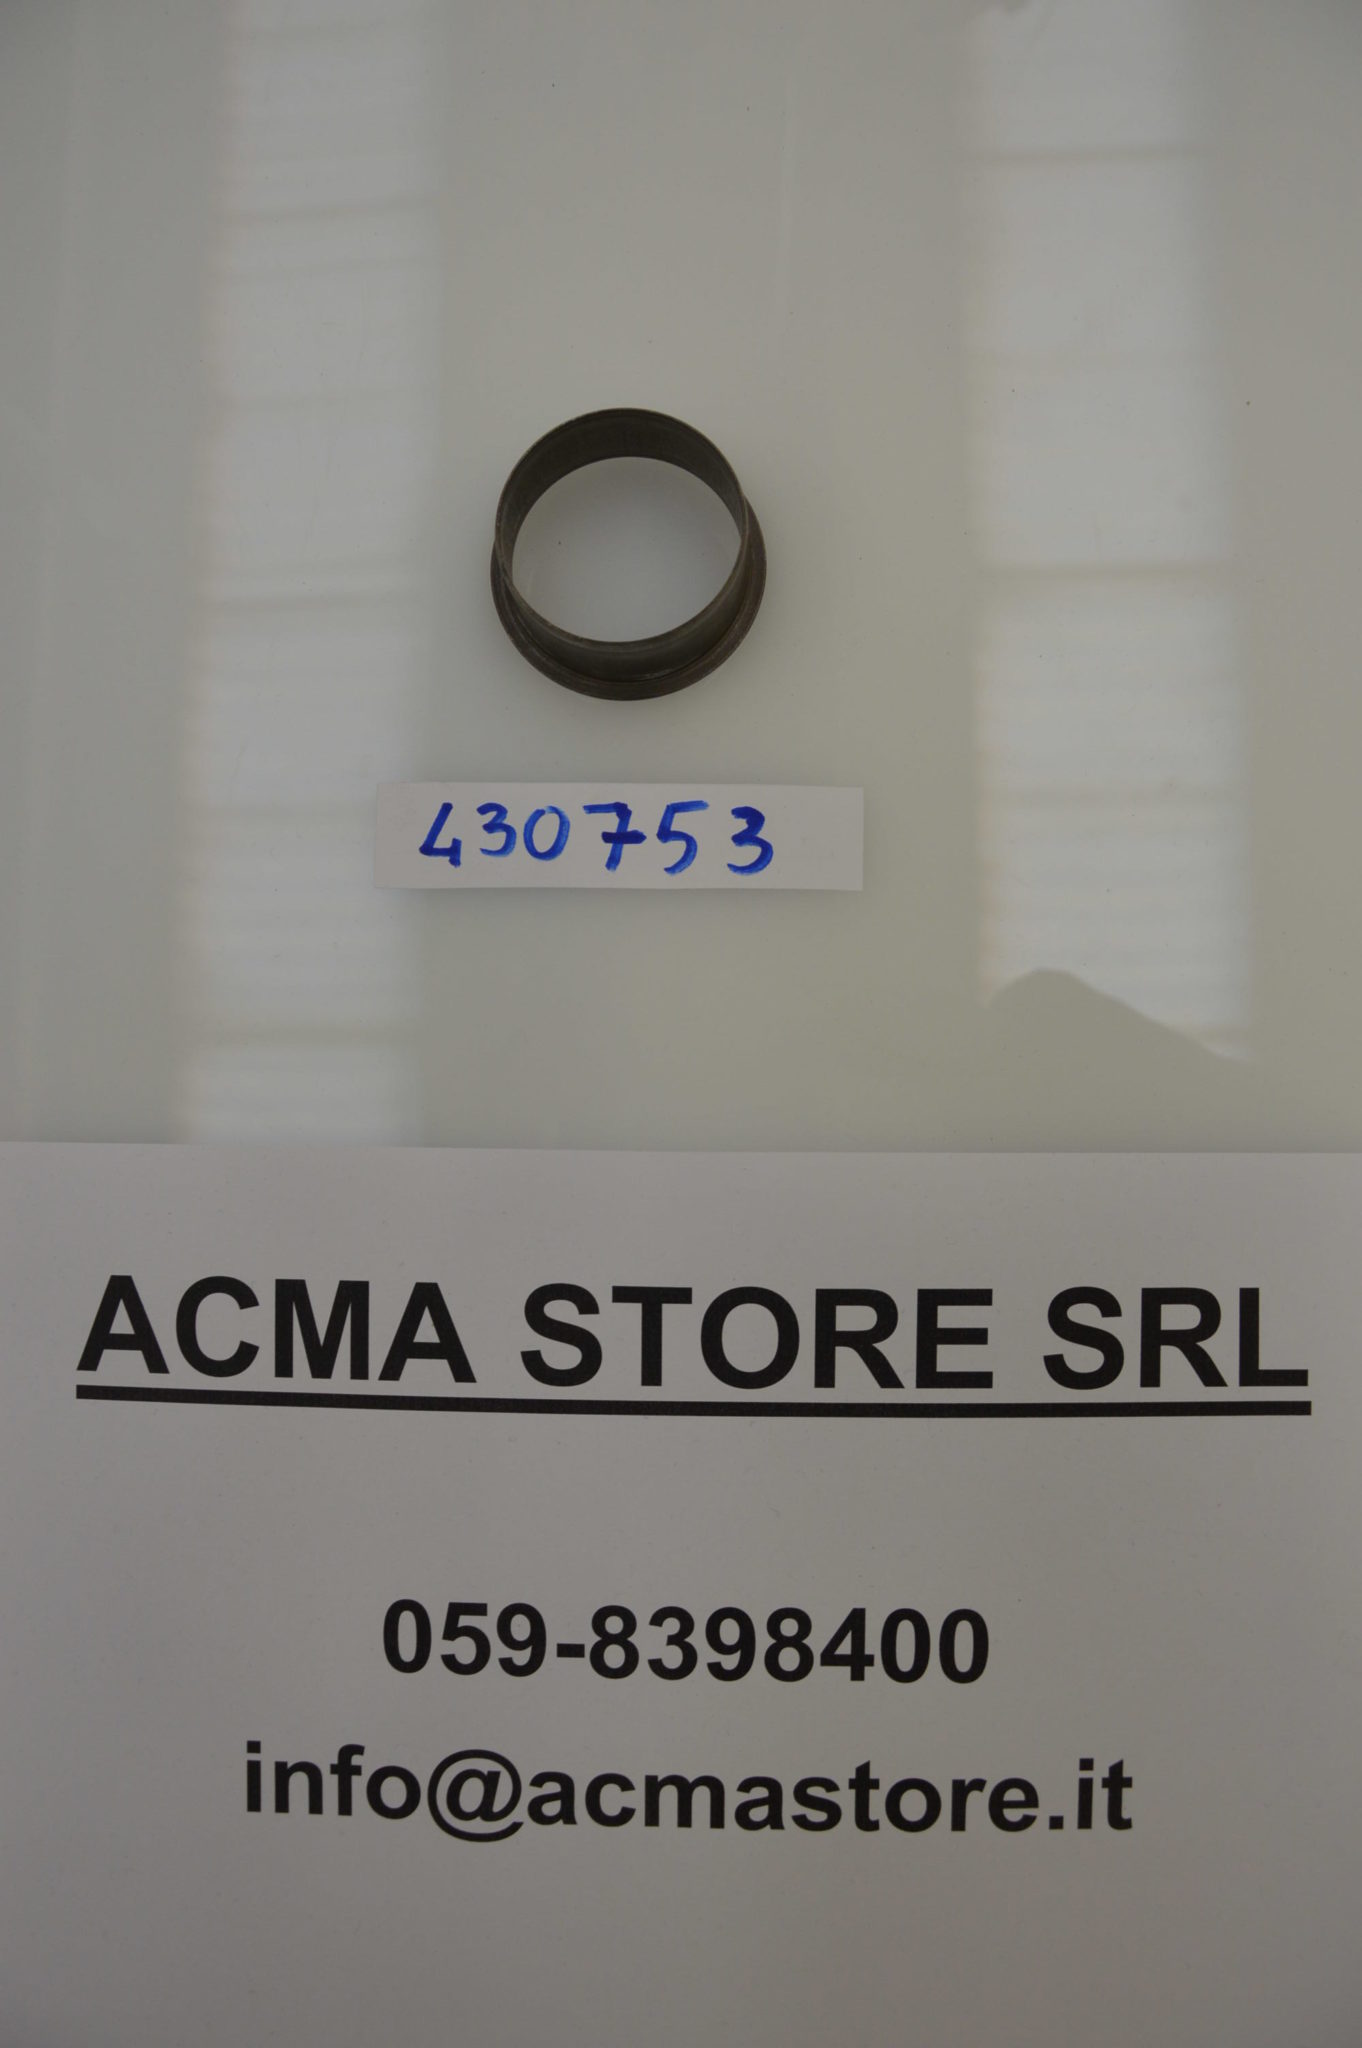 430753
ACMA STORE SRL
059-8398400
info@acmastore.it